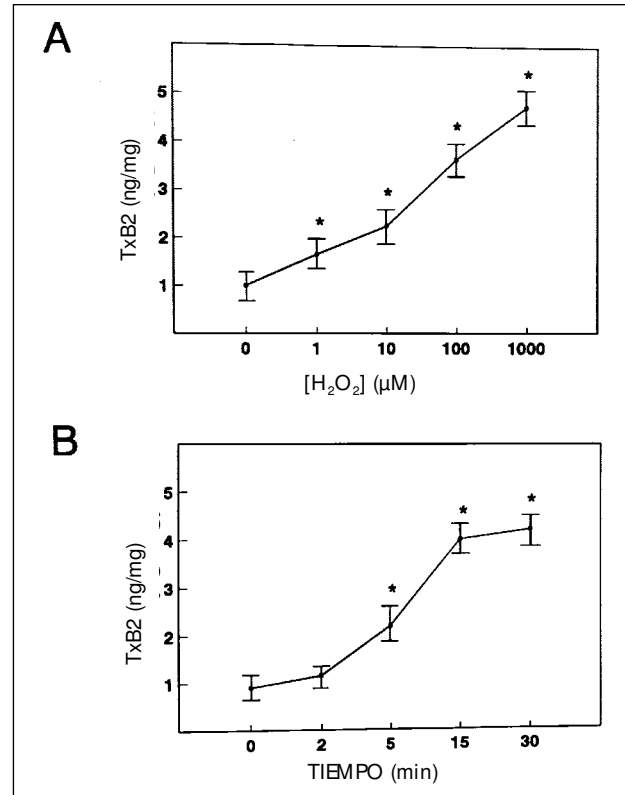 A
5
4
3
2
1
TxB2 (ng/mg)
* * * * 
0 1 10 100 1000
[H₂O₂] (µM)
B
5
4
3
2
1
TxB2 (ng/mg)
* * *
0 2 5 15 30
TIEMPO (min)